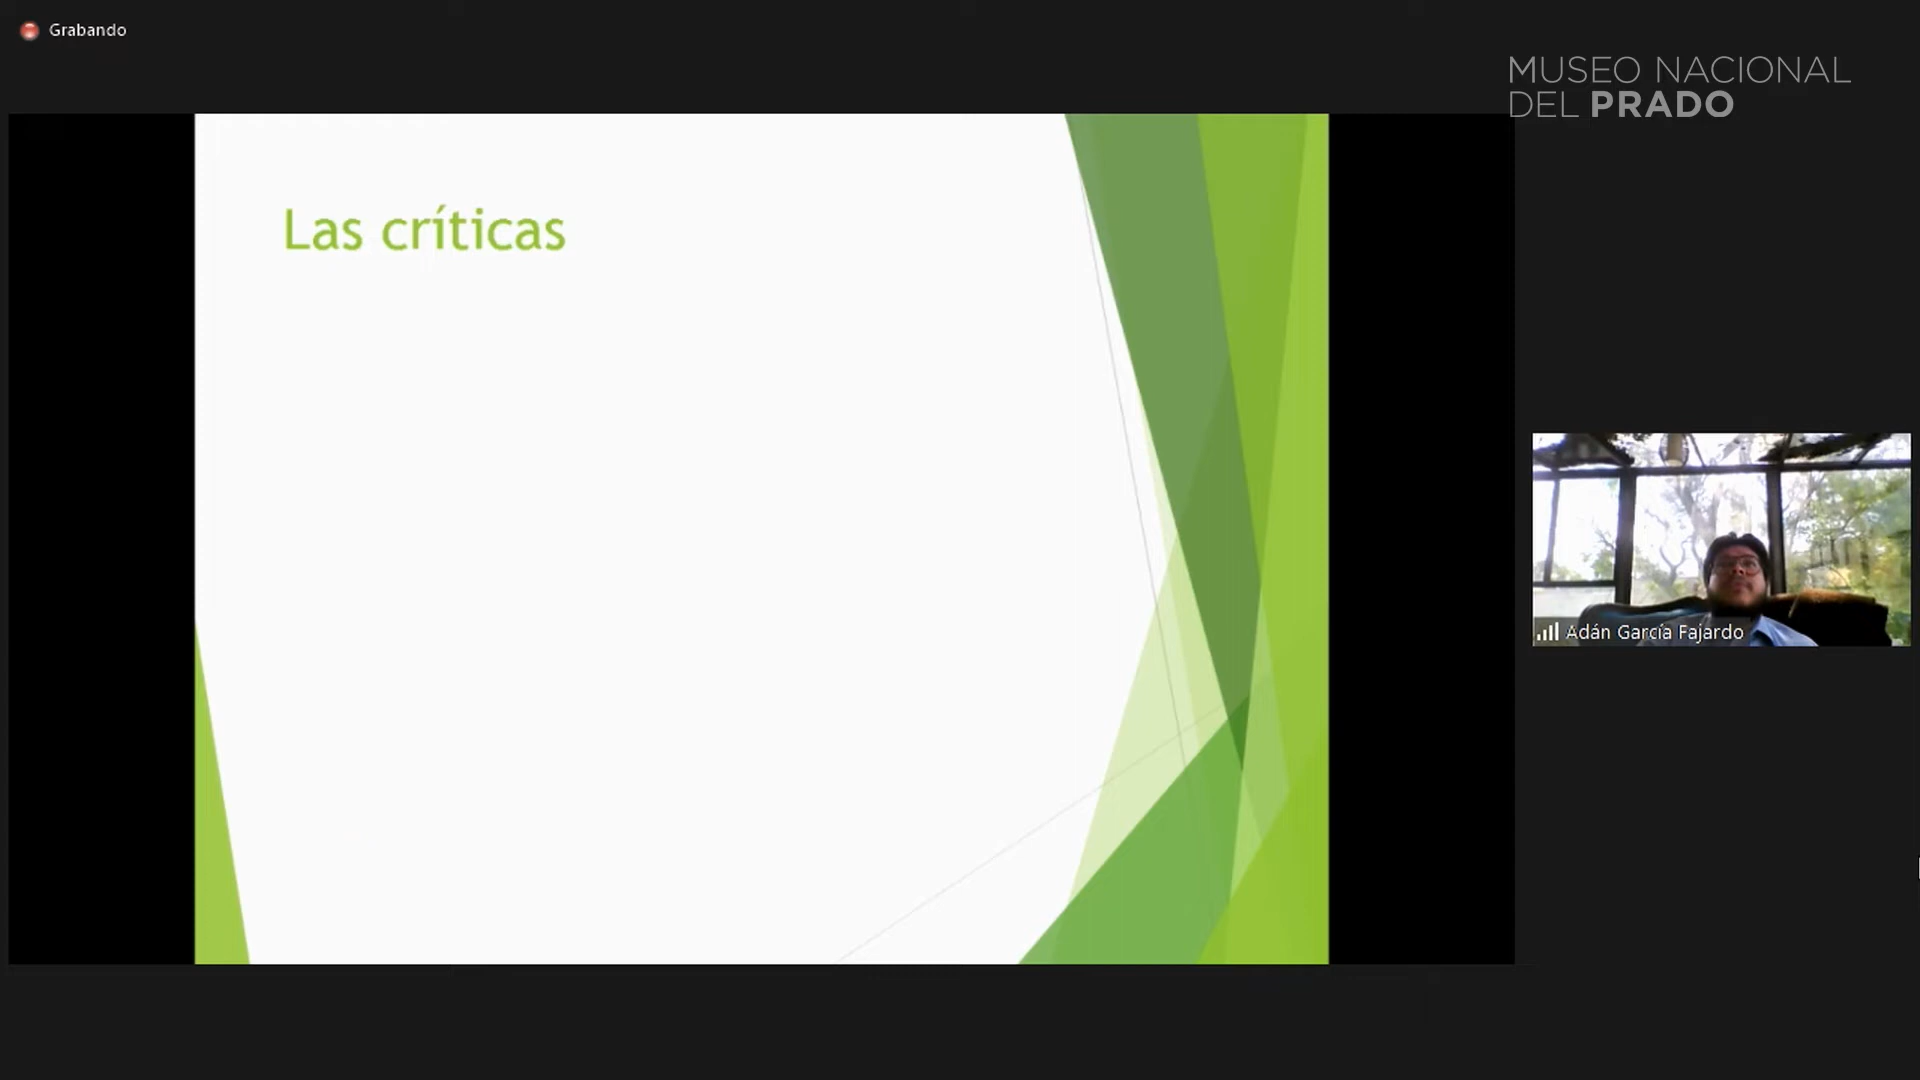 Grabando
MUSEO NACIONAL
DEL PRADO
Las críticas
Adán García Fajardo